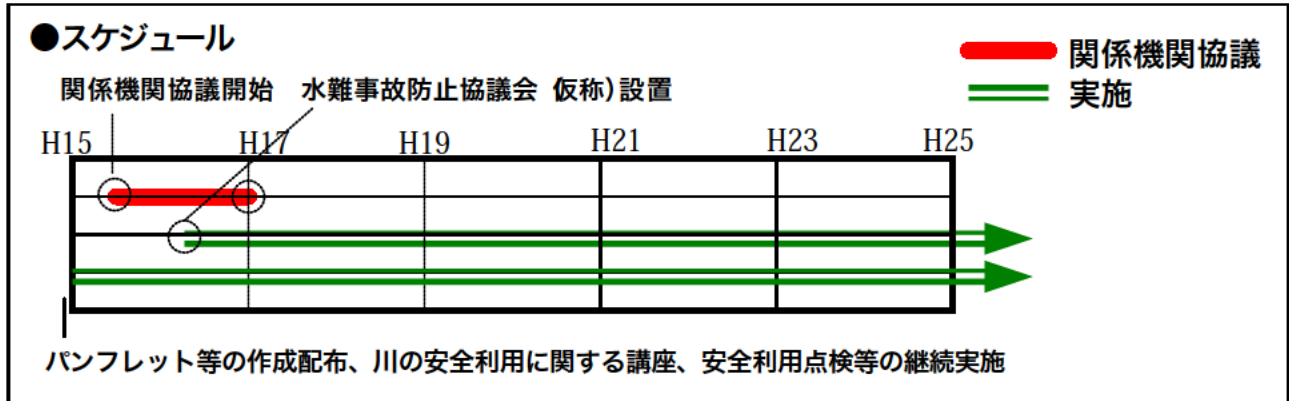 ●スケジュール
関係機関協議
実施
関係機関協議開始 水難事故防止協議会 仮称)設置
H15 H17 H19 H21 H23 H25
パンフレット等の作成配布、川の安全利用に関する講座、安全利用点検等の継続実施